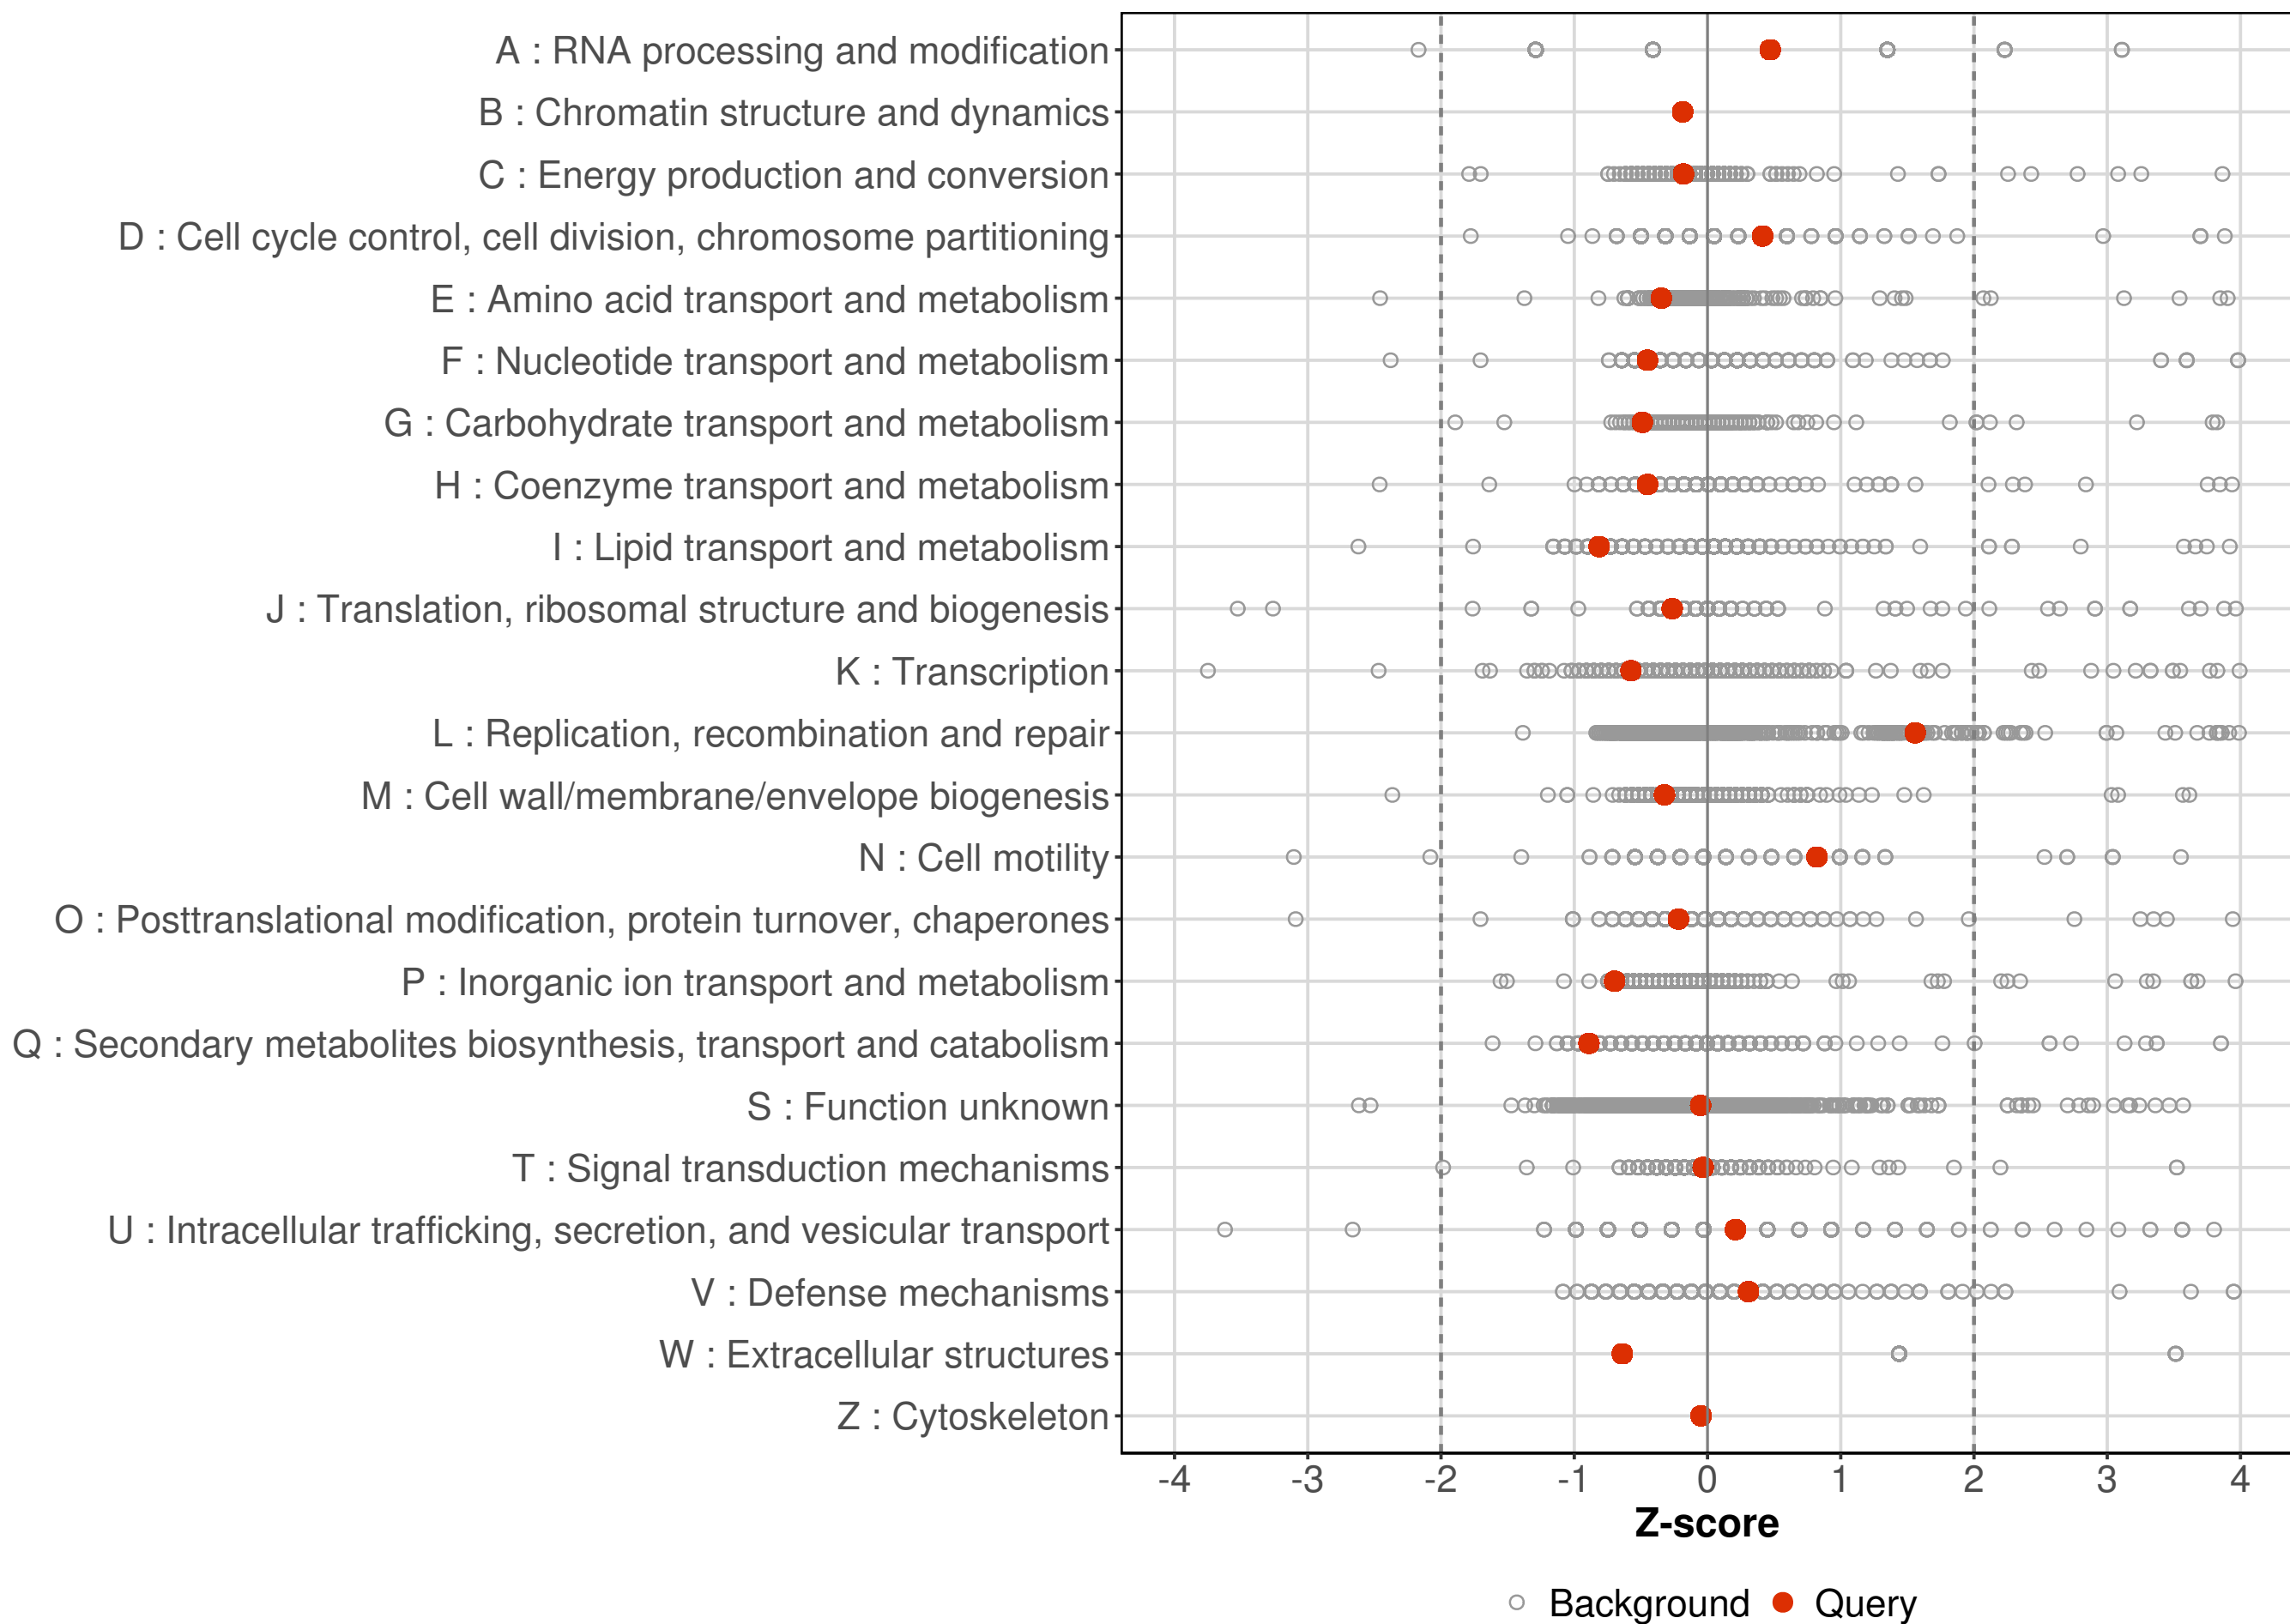 A : RNA processing and modification
B : Chromatin structure and dynamics
C : Energy production and conversion
D : Cell cycle control, cell division, chromosome partitioning
E : Amino acid transport and metabolism
F : Nucleotide transport and metabolism
G : Carbohydrate transport and metabolism
H : Coenzyme transport and metabolism
I : Lipid transport and metabolism
J : Translation, ribosomal structure and biogenesis
K : Transcription
L : Replication, recombination and repair
M : Cell wall/membrane/envelope biogenesis
N : Cell motility
O : Posttranslational modification, protein turnover, chaperones
P : Inorganic ion transport and metabolism
Q : Secondary metabolites biosynthesis, transport and catabolism
S : Function unknown
T : Signal transduction mechanisms
U : Intracellular trafficking, secretion, and vesicular transport
V : Defense mechanisms
W : Extracellular structures
Z : Cytoskeleton
-4 -3 -2 -1 0 1 2 3 4
Z-score
Background Query